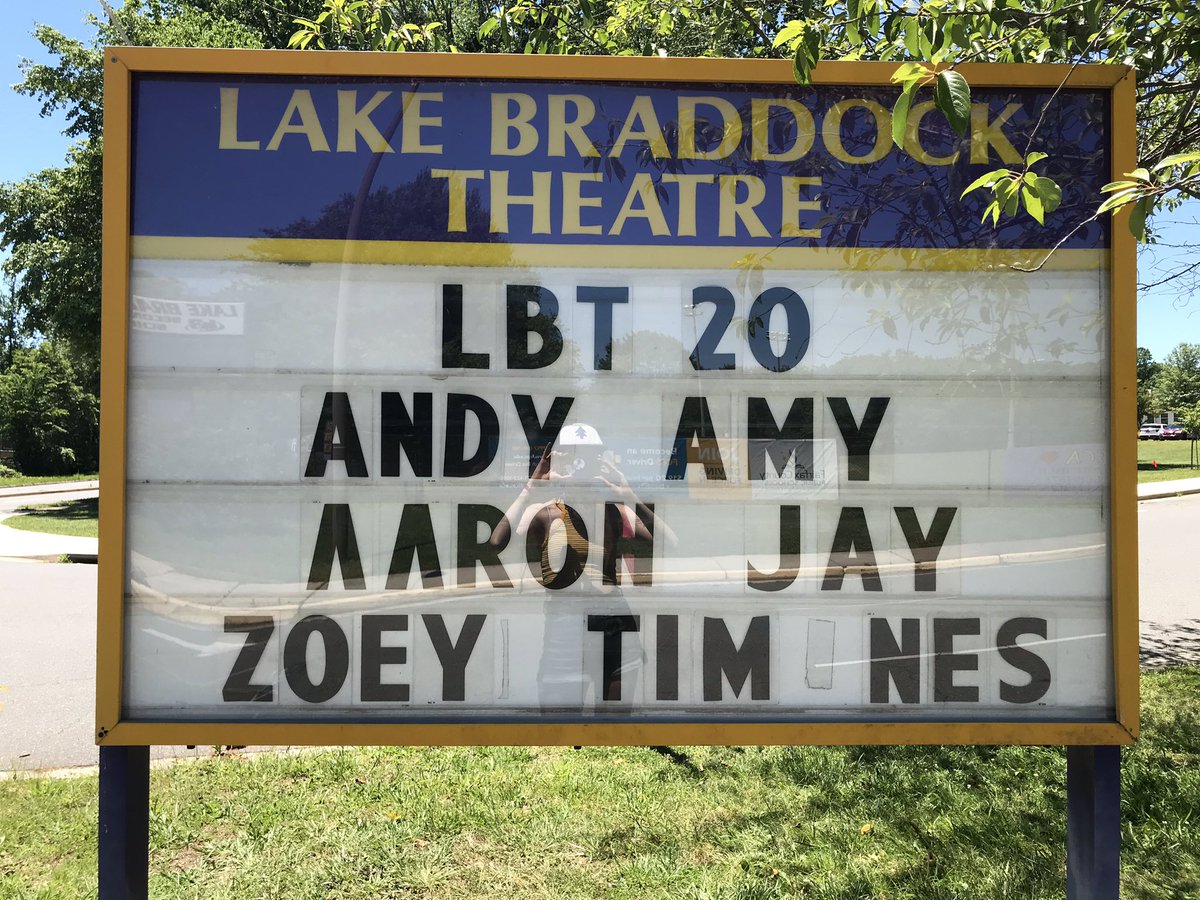 LAKE BRADDOCK
THEATRE
LBT 20
ANDY AMY
AARON JAY
ZOEY TIM NES